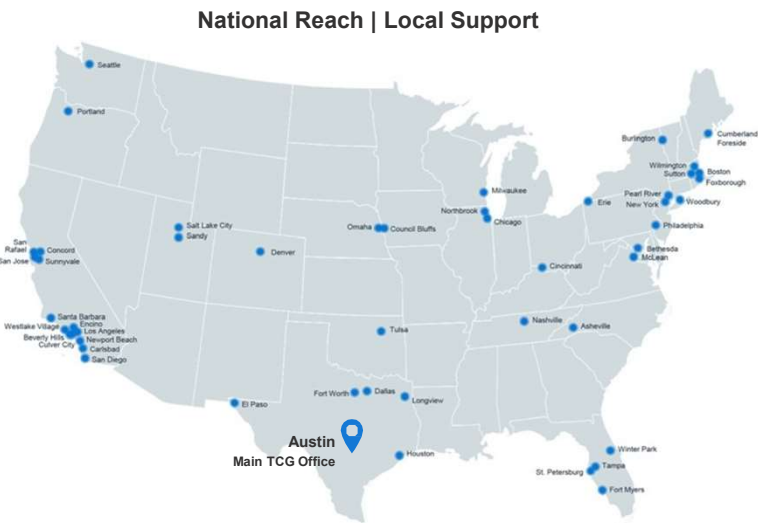 National Reach | Local Support
Seattle
Portland
Burlington
Cumberland
Foreside
Wilmington
Sutton
Boston
Foxborough
Milwaukee
Northbrook
Chicago
Erie
Pearl River
New York
Woodbury
Philadelphia
Salt Lake City
Sandy
Omaha
Council Bluffs
San
Rafael
Concord
San Jose
Sunnyvale
Denver
Bethesda
McLean
Cincinnati
Santa Barbara
Westlake Village
Encino
Los Angeles
Beverly Hills
Newport Beach
Culver City
Carlsbad
San Diego
Tulsa
Nashville
Asheville
Fort Worth
Dallas
Longview
El Paso
Austin
Main TCG Office
Houston
Winter Park
Tampa
St. Petersburg
Fort Myers